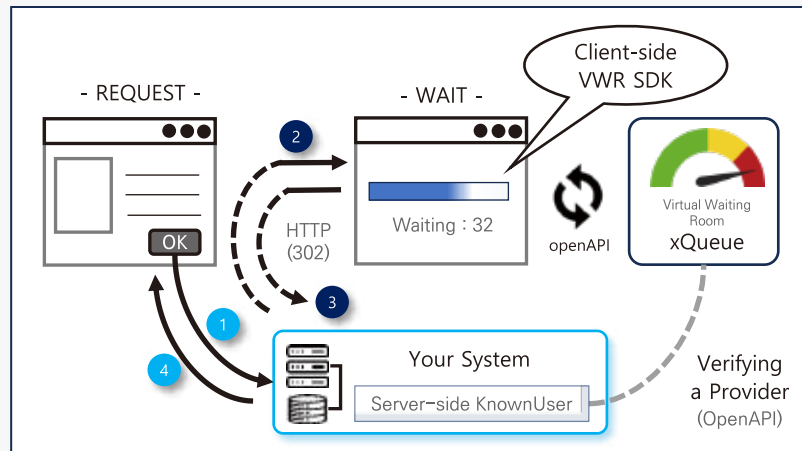 - REQUEST -
OK
1
4
2
HTTP
(302)
3
- WAIT -
Waiting : 32
Client-side
VWR SDK
openAPI
Virtual Waiting
Room
xQueue
Your System
Server-side KnownUser
Verifying
a Provider
(OpenAPI)